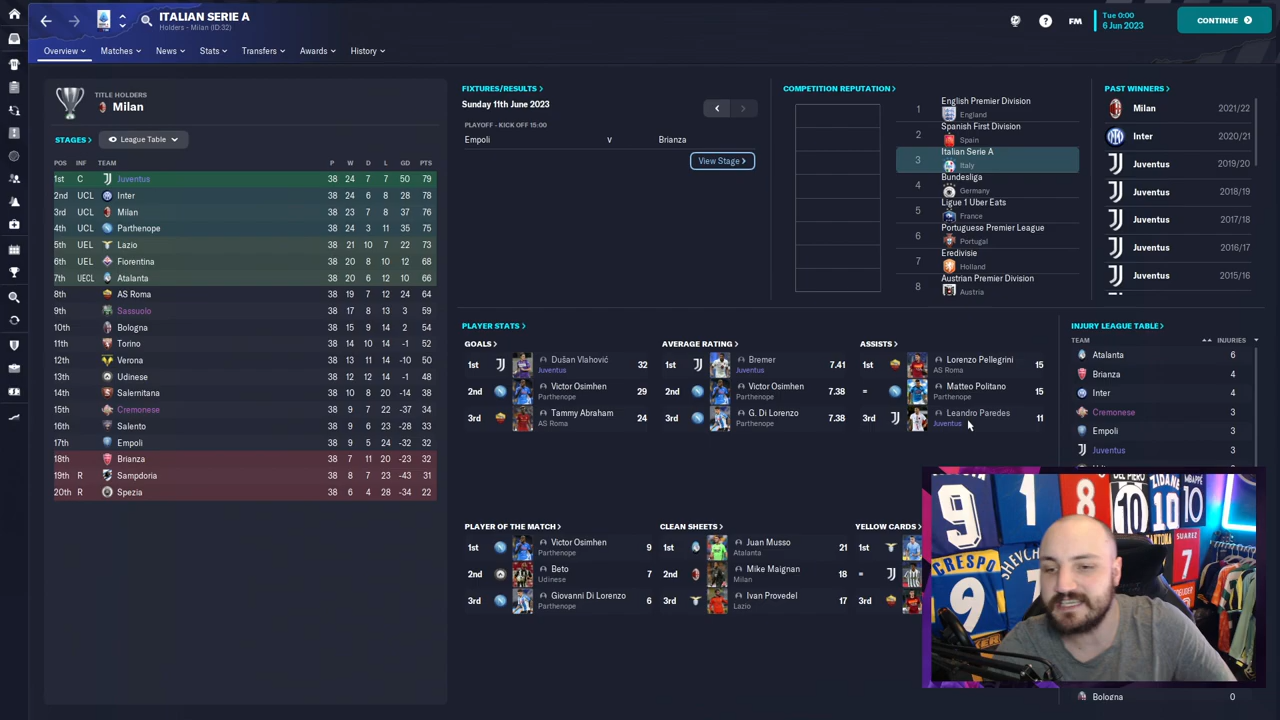 ITALIAN SERIE A
Holders - Milan (ID:32)
FM
Tue 0:00
6 Jun 2023
CONTINUE
Overview Matches News Stats Transfers Awards History
TITLE HOLDERS
Milan
STAGES League Table
POS INF TEAM P W D L GD PTS
1st C Juventus 38 24 7 7 50 79
2nd UCL Inter 38 24 6 8 28 78
3rd UCL Milan 38 23 7 8 37 76
4th UCL Parthenope 38 24 3 11 35 75
5th UEL Lazio 38 21 10 7 22 73
6th UEL Fiorentina 38 20 8 10 12 68
7th UECL Atalanta 38 20 6 12 10 66
8th AS Roma 38 19 7 12 24 64
9th Sassuolo 38 17 8 13 3 59
10th Bologna 38 15 9 14 2 54
11th Torino 38 14 10 14 -1 52
12th Verona 38 13 11 14 -10 50
13th Udinese 38 12 12 14 -1 48
14th Salernitana 38 10 8 20 -14 38
15th Cremonese 38 9 7 22 -37 34
16th Salento 38 9 6 23 -24 33
17th Empoli 38 9 5 24 -32 32
18th Brianza 38 7 11 20 -23 32
19th R Sampdoria 38 8 7 23 -43 31
20th R Spezia 38 6 4 28 -34 22
FIXTURES/RESULTS
Sunday 11th June 2023
PLAYOFF - KICK OFF 15:00
Empoli v Brianza
View Stage
COMPETITION REPUTATION
1 English Premier Division
England
2 Spanish First Division
Spain
3 Italian Serie A
Italy
4 Bundesliga
Germany
5 Ligue 1 Uber Eats
France
6 Portuguese Premier League
Portugal
7 Eredivisie
Holland
8 Austrian Premier Division
Austria
PAST WINNERS
Milan 2021/22
Inter 2020/21
Juventus 2019/20
Juventus 2018/19
Juventus 2017/18
Juventus 2016/17
Juventus 2015/16
PLAYER STATS
GOALS
1st Dušan Vlahović 32
Juventus
2nd Victor Osimhen 29
Parthenope
3rd Tammy Abraham 24
AS Roma
AVERAGE RATING
1st Bremer 7.41
Juventus
2nd Victor Osimhen 7.38
Parthenope
3rd G. Di Lorenzo 7.38
Parthenope
ASSISTS
1st Lorenzo Pellegrini 15
AS Roma
= Matteo Politano 15
Parthenope
3rd Leandro Paredes 11
Juventus
PLAYER OF THE MATCH
1st Victor Osimhen 9
Parthenope
2nd Beto 7
Udinese
3rd Giovanni Di Lorenzo 6
Parthenope
CLEAN SHEETS
1st Juan Musso 21
Atalanta
2nd Mike Maignan 18
Milan
3rd Ivan Provedel 17
Lazio
YELLOW CARDS
1st
=
3rd
INJURY LEAGUE TABLE
TEAM INJURIES
Atalanta 6
Brianza 4
Inter 4
Cremonese 3
Empoli 3
Juventus 3
Bologna 0
9
1
DEL PIERO
10
ZIDANE
10
MBAPPÉ
10
CRESPO
9
SUAREZ
7